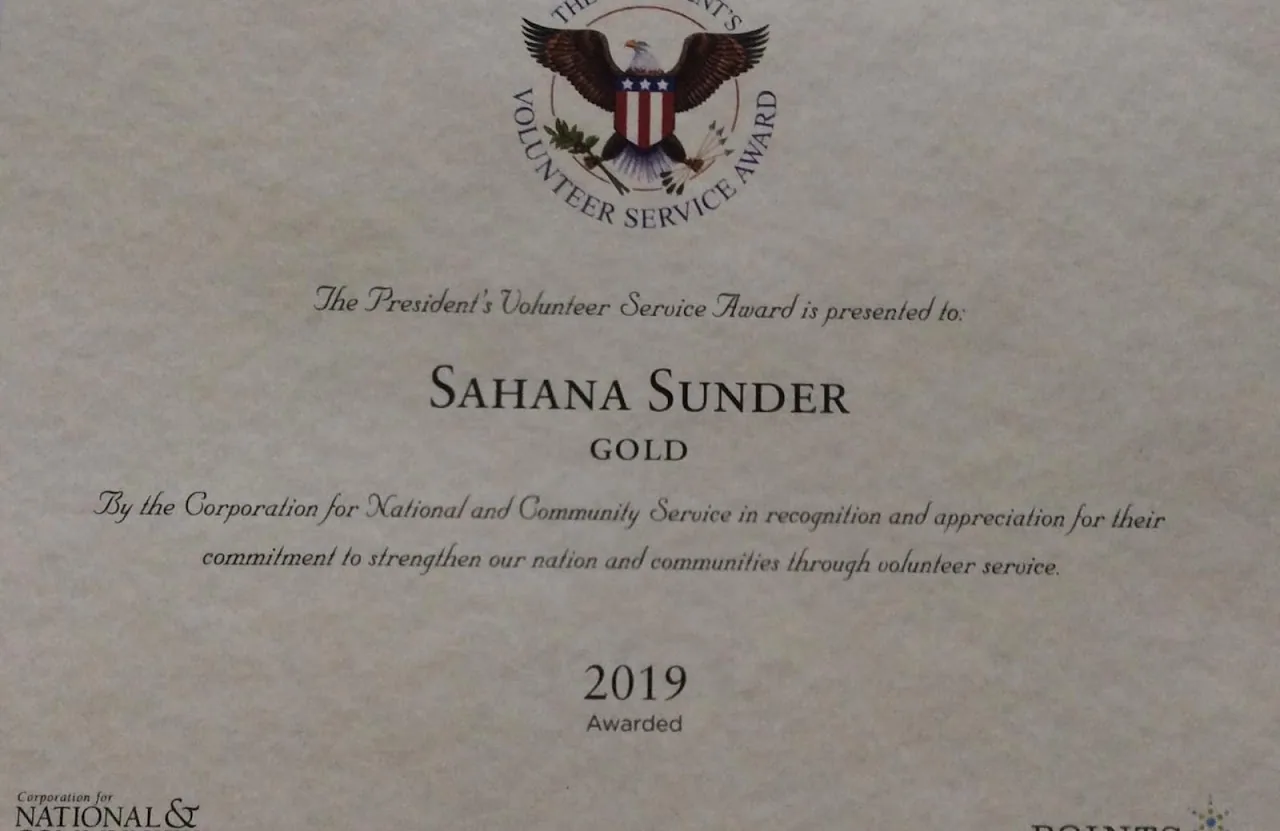 THE
VOLUNTEER SERVICE AWARD
The President's Volunteer Service Award is presented to:
SAHANA SUNDER
GOLD
By the Corporation for National and Community Service in recognition and appreciation for their
commitment to strengthen our nation and communities through volunteer service.
2019
Awarded
Corporation for
NATIONAL &
POINTS